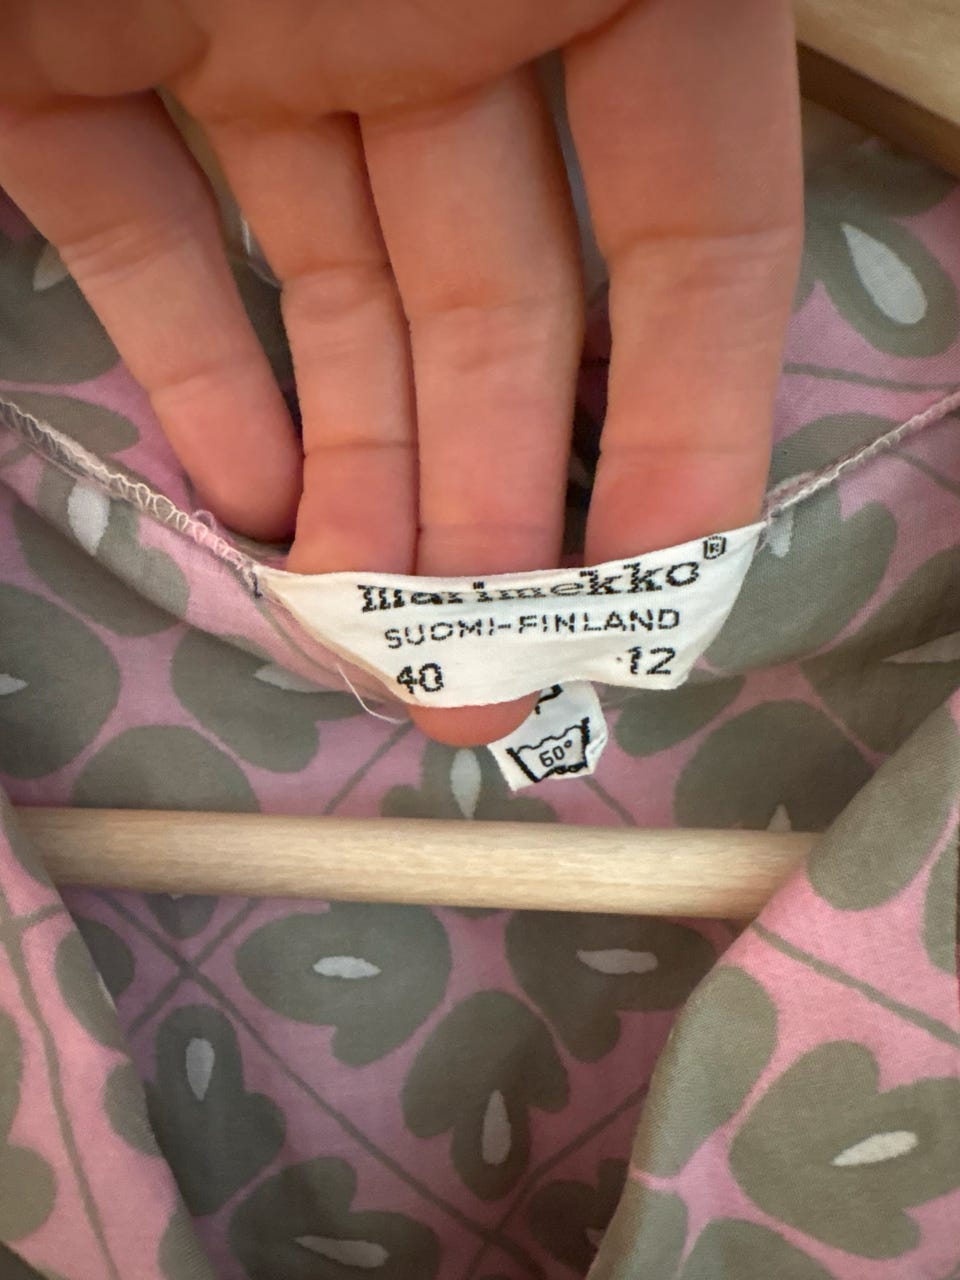 marimekko®
SUOMI-FINLAND
40 12
60°